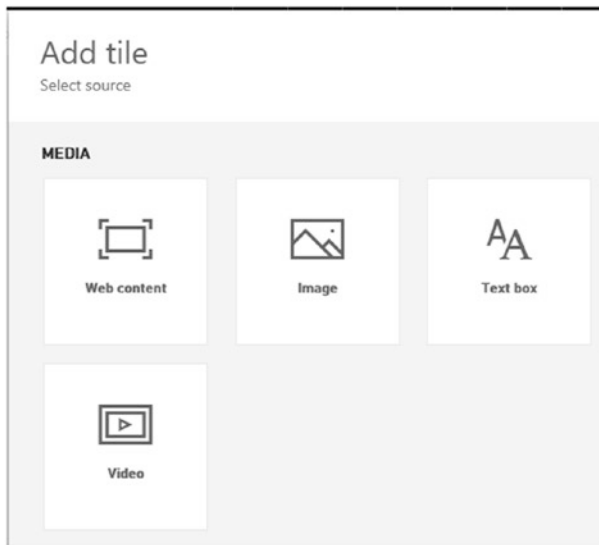 Add tile
Select source
MEDIA
Web content
Image
Text box
Video